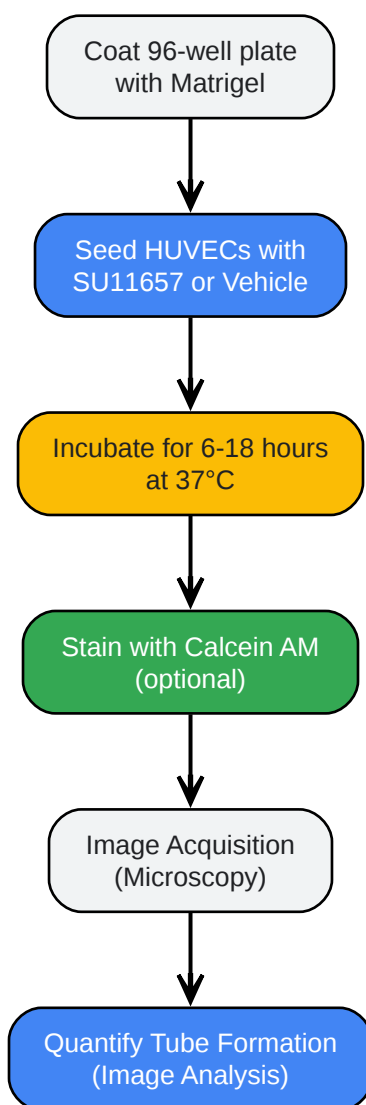 Coat 96-well plate
with Matrigel
Seed HUVECs with
SU11657 or Vehicle
Incubate for 6-18 hours
at 37°C
Stain with Calcein AM
(optional)
Image Acquisition
(Microscopy)
Quantify Tube Formation
(Image Analysis)